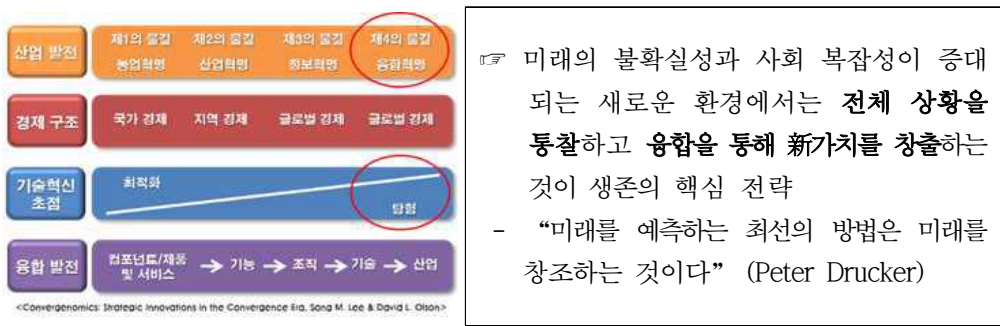 산업 발전
제1의 물결 제2의 물결 제3의 물결 제4의 물결
농업혁명 산업혁명 정보혁명 융합혁명
경제 구조
국가 경제 지역 경제 글로벌 경제 글로벌 경제
기술혁신
초점
최적화
탐험
융합 발전
컴포넌트/제품
및 서비스 → 기능 → 조직 → 기술 → 산업
<Convergenomics: Strategic Innovations in the Convergence Era, Sang M. Lee & David L. Olson>
☞ 미래의 불확실성과 사회 복잡성이 증대
되는 새로운 환경에서는 전체 상황을
통찰하고 융합을 통해 新가치를 창출하는
것이 생존의 핵심 전략
- “미래를 예측하는 최선의 방법은 미래를
창조하는 것이다” (Peter Drucker)